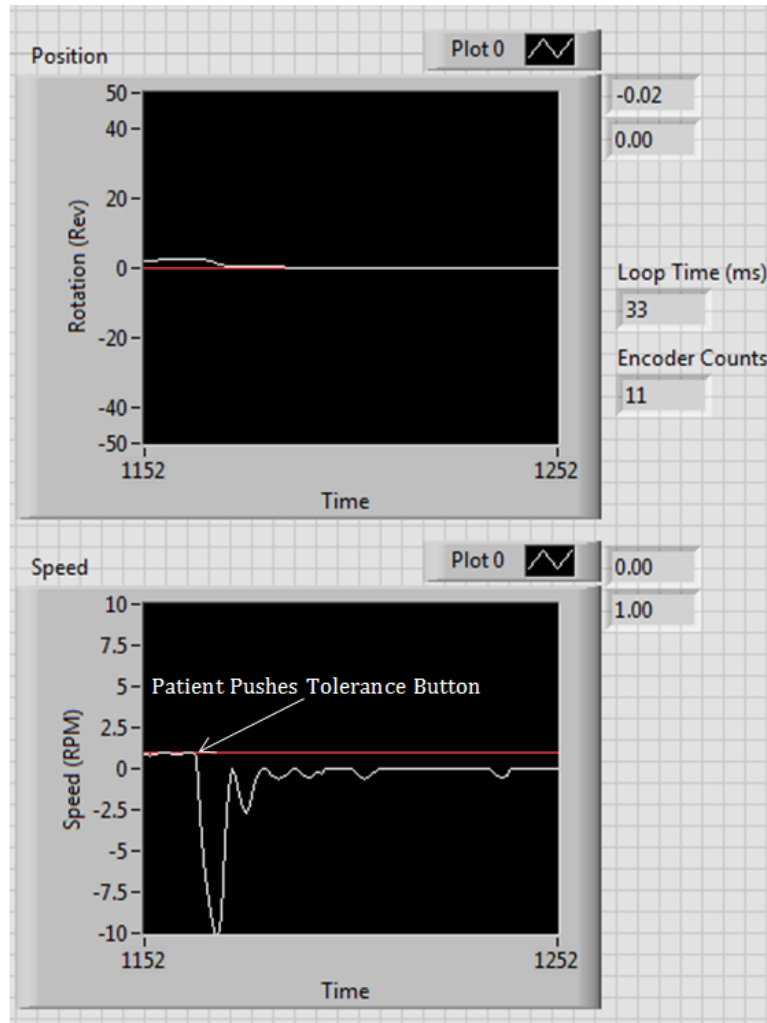 Position
Plot 0
50
40
20
0
-20
-40
-50
Rotation (Rev)
1152
1252
Time
-0.02
0.00
Loop Time (ms)
33
Encoder Counts
11
Speed
Plot 0
10
7.5
5
2.5
0
-2.5
-5
-7.5
-10
Speed (RPM)
Patient Pushes Tolerance Button
1152
1252
Time
0.00
1.00